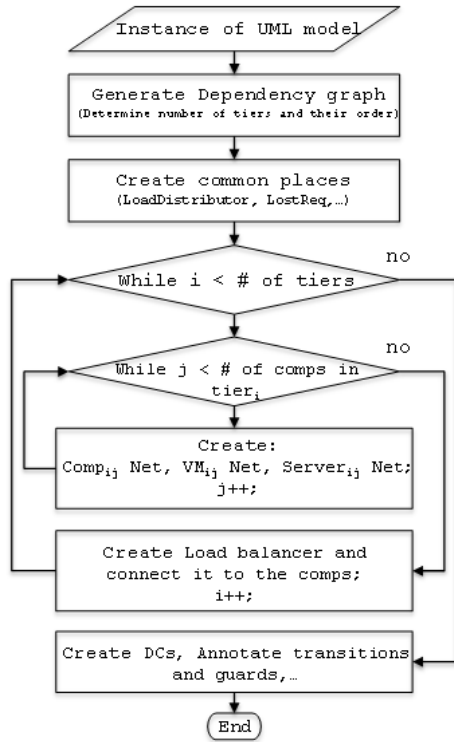 Instance of UML model
Generate Dependency graph
(Determine number of tiers and their order)
Create common places
(LoadDistributor, LostReq,…)
no
While i < # of tiers
no
While j < # of comps in
tierᵢ
Create:
Compᵢⱼ Net, VMᵢⱼ Net, Serverᵢⱼ Net;
j++;
Create Load balancer and
connect it to the comps;
i++;
Create DCs, Annotate transitions
and guards,…
End